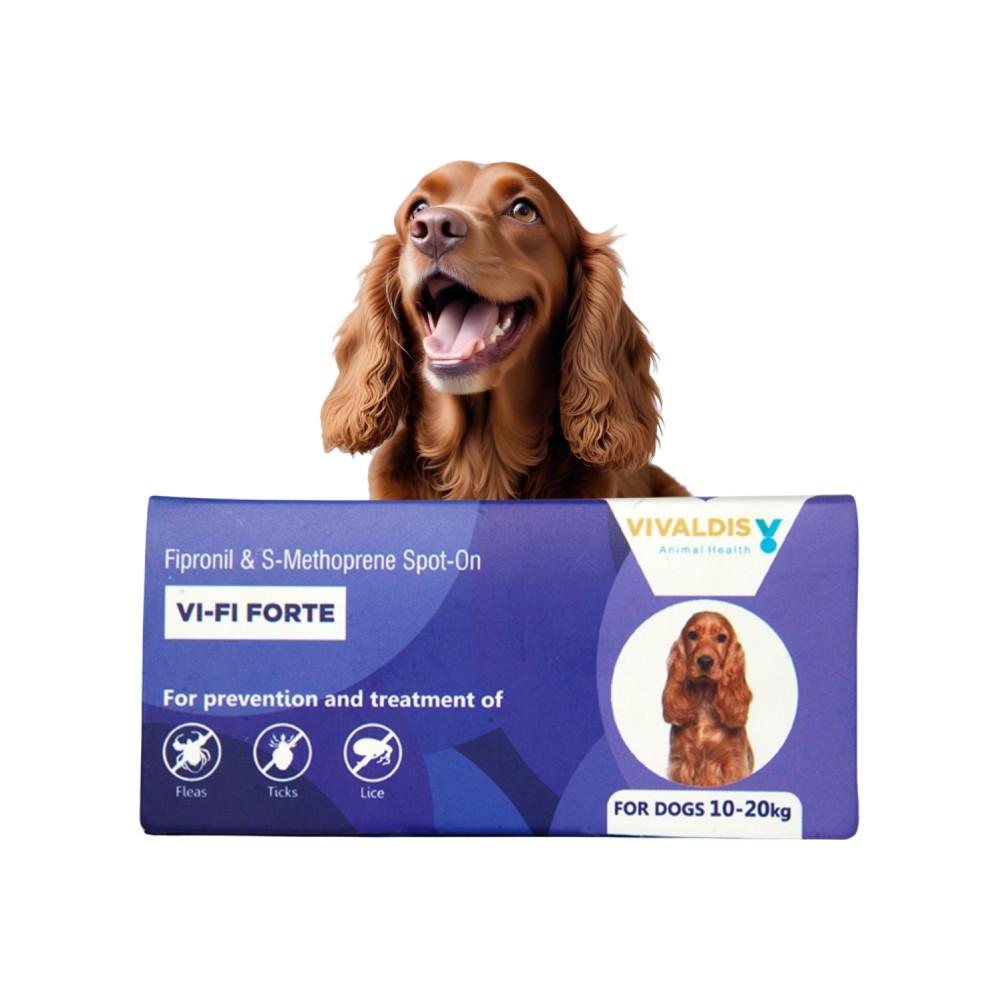 Fipronil & S-Methoprene Spot-On
VI-FI FORTE
For prevention and treatment of
Fleas
Ticks
Lice
VIVALDIS
Animal Health
FOR DOGS 10-20kg